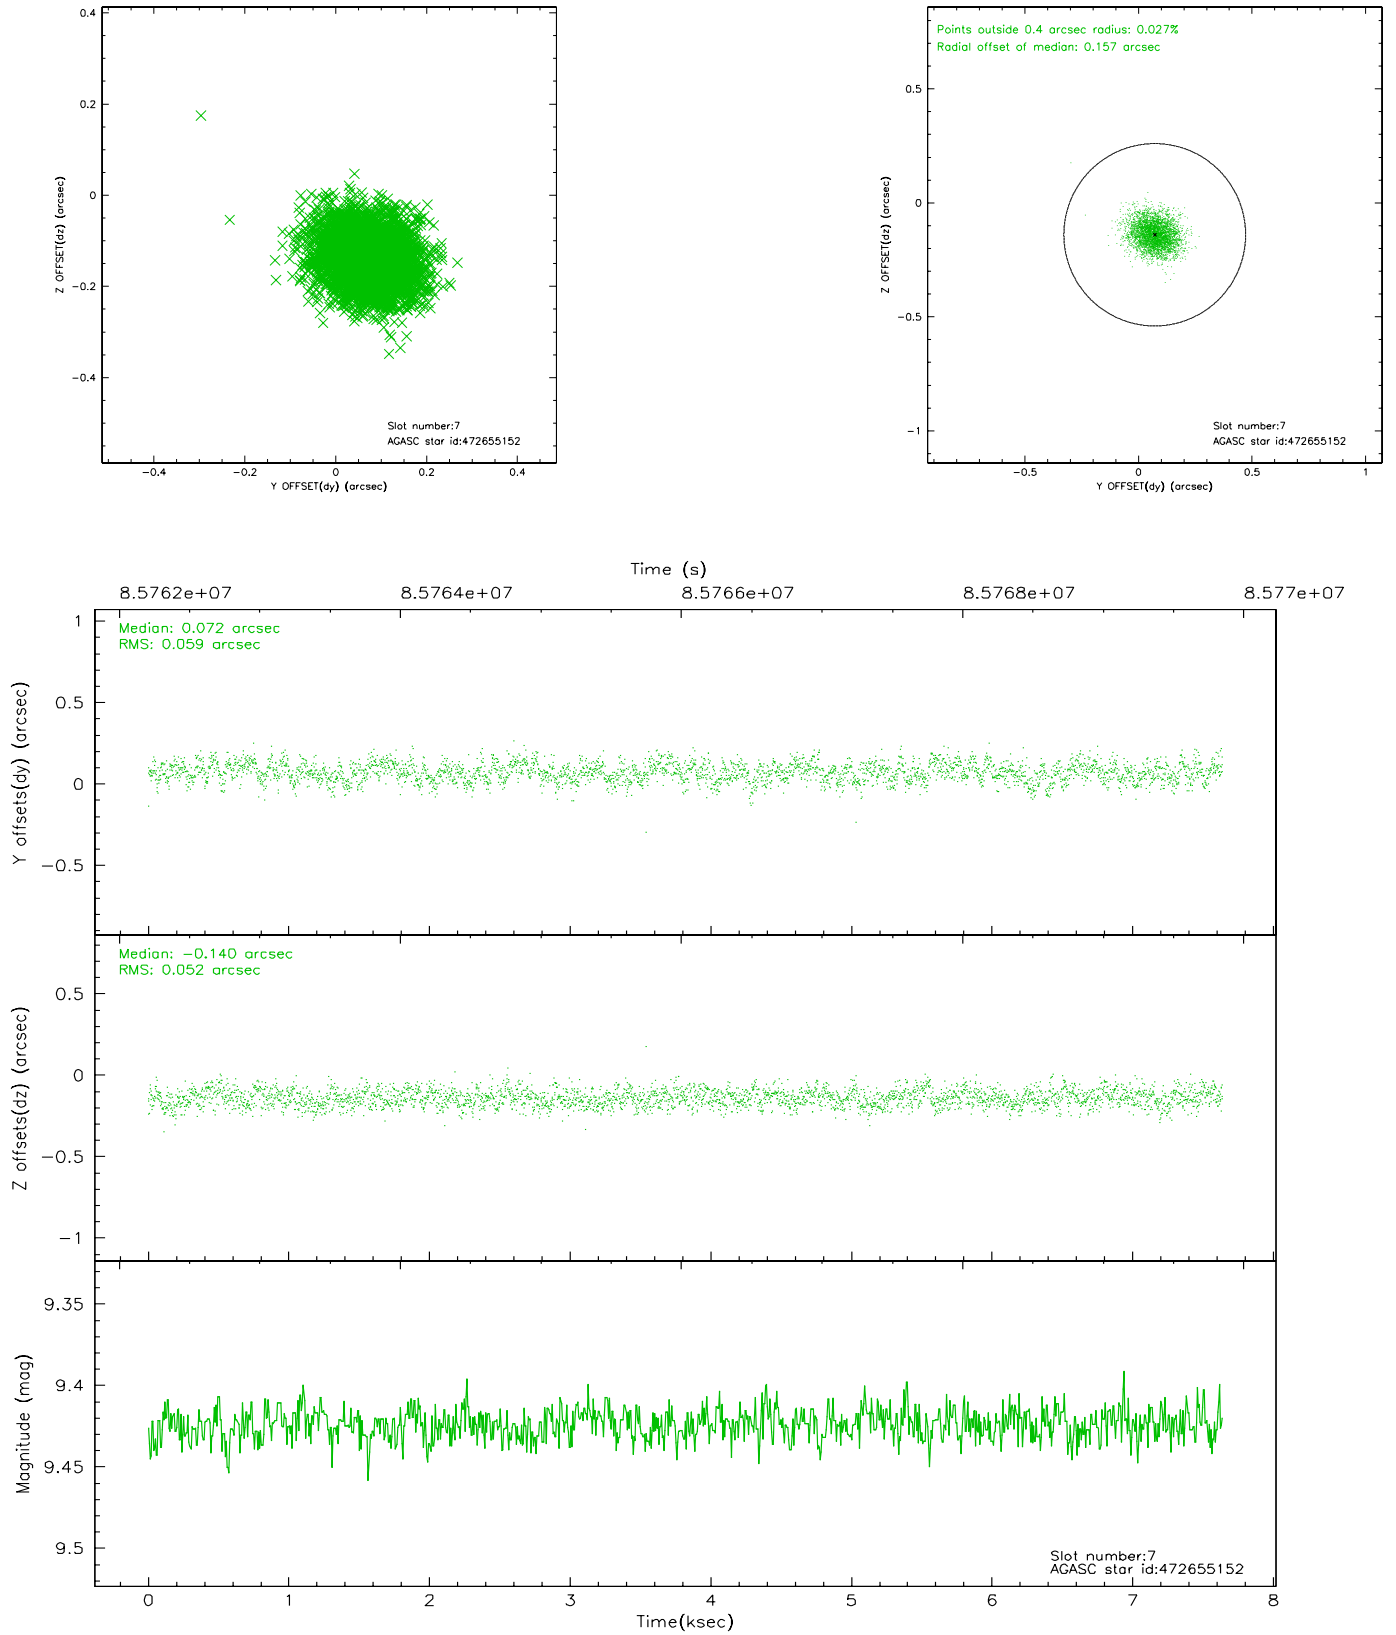 0.4
0.2
0
−0.2
−0.4
Z OFFSET(dz) (arcsec)
Slot number:7
AGASC star id:472655152
−0.4 −0.2 0 0.2 0.4
Y OFFSET(dy) (arcsec)
Points outside 0.4 arcsec radius: 0.027%
Radial offset of median: 0.157 arcsec
0.5
0
−0.5
−1
Z OFFSET(dz) (arcsec)
Slot number:7
AGASC star id:472655152
−0.5 0 0.5 1
Y OFFSET(dy) (arcsec)
Time (s)
8.5762e+07 8.5764e+07 8.5766e+07 8.5768e+07 8.577e+07
Median: 0.072 arcsec
RMS: 0.059 arcsec
1
0.5
0
−0.5
Y offsets(dy) (arcsec)
Median: −0.140 arcsec
RMS: 0.052 arcsec
0.5
0
−0.5
−1
Z offsets(dz) (arcsec)
9.35
9.4
9.45
9.5
Magnitude (mag)
Slot number:7
AGASC star id:472655152
0 1 2 3 4 5 6 7 8
Time(ksec)